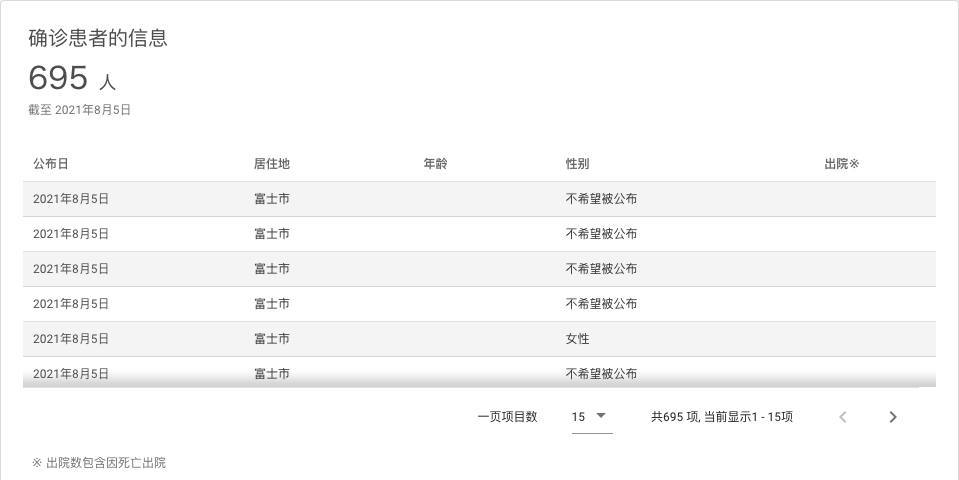 确诊患者的信息
695 人
截至 2021年8月5日
公布日 居住地 年龄 性别 出院※
2021年8月5日 富士市 不希望被公布
2021年8月5日 富士市 不希望被公布
2021年8月5日 富士市 不希望被公布
2021年8月5日 富士市 不希望被公布
2021年8月5日 富士市 女性
2021年8月5日 富士市 不希望被公布
一页项目数 15 共695 项, 当前显示1 - 15项
※ 出院数包含因死亡出院